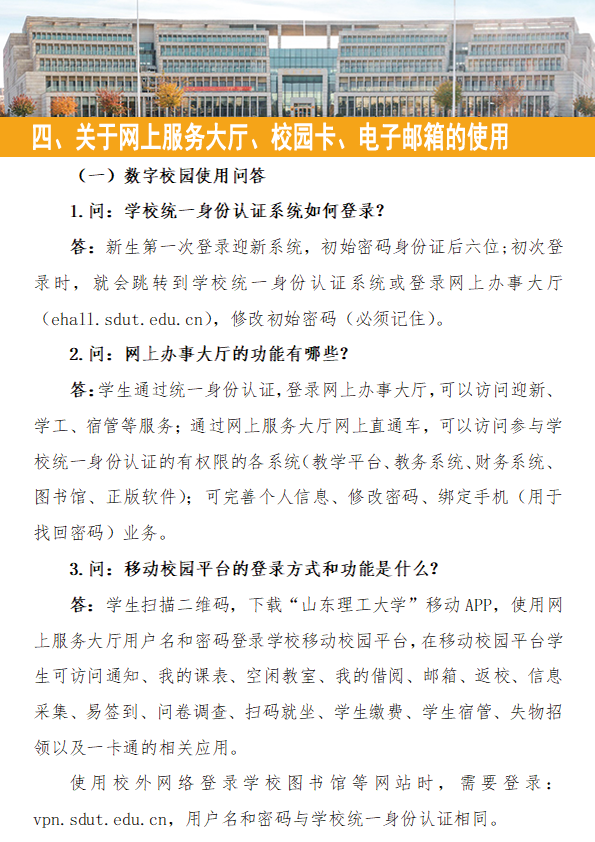 四、关于网上服务大厅、校园卡、电子邮箱的使用
（一）数字校园使用问答
1.问：学校统一身份认证系统如何登录？
答：新生第一次登录迎新系统，初始密码身份证后六位;初次登
录时，就会跳转到学校统一身份认证系统或登录网上办事大厅
（ehall.sdut.edu.cn），修改初始密码（必须记住）。
2.问：网上办事大厅的功能有哪些？
答：学生通过统一身份认证，登录网上办事大厅，可以访问迎新、
学工、宿管等服务；通过网上服务大厅网上直通车，可以访问参与学
校统一身份认证的有权限的各系统（教学平台、教务系统、财务系统、
图书馆、正版软件）；可完善个人信息、修改密码、绑定手机（用于
找回密码）业务。
3.问：移动校园平台的登录方式和功能是什么？
答：学生扫描二维码，下载“山东理工大学”移动APP，使用网
上服务大厅用户名和密码登录学校移动校园平台，在移动校园平台学
生可访问通知、我的课表、空闲教室、我的借阅、邮箱、返校、信息
采集、易签到、问卷调查、扫码就坐、学生缴费、学生宿管、失物招
领以及一卡通的相关应用。
使用校外网络登录学校图书馆等网站时，需要登录：
vpn.sdut.edu.cn，用户名和密码与学校统一身份认证相同。